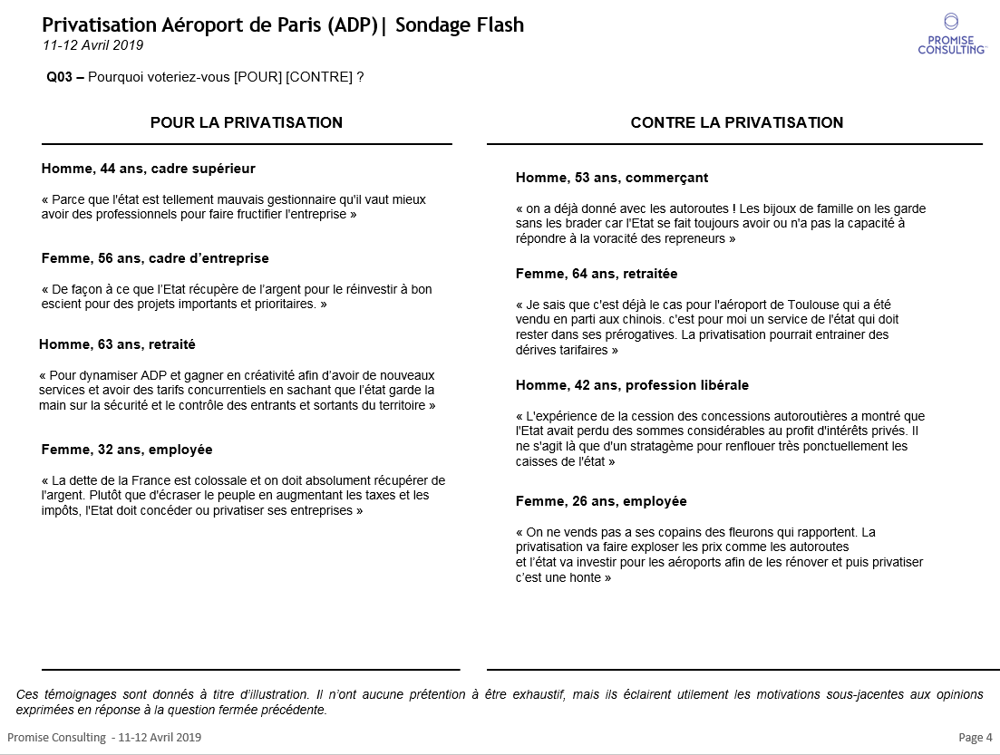 Privatisation Aéroport de Paris (ADP)| Sondage Flash
11-12 Avril 2019
PROMISE
CONSULTING
Q03 – Pourquoi voteriez-vous [POUR] [CONTRE] ?
POUR LA PRIVATISATION
Homme, 44 ans, cadre supérieur
« Parce que l'état est tellement mauvais gestionnaire qu'il vaut mieux
avoir des professionnels pour faire fructifier l'entreprise »
Femme, 56 ans, cadre d’entreprise
« De façon à ce que l’Etat récupère de l’argent pour le réinvestir à bon
escient pour des projets importants et prioritaires. »
Homme, 63 ans, retraité
« Pour dynamiser ADP et gagner en créativité afin d’avoir de nouveaux
services et avoir des tarifs concurrentiels en sachant que l’état garde la
main sur la sécurité et le contrôle des entrants et sortants du territoire »
Femme, 32 ans, employée
« La dette de la France est colossale et on doit absolument récupérer de
l'argent. Plutôt que d'écraser le peuple en augmentant les taxes et les
impôts, l'Etat doit concéder ou privatiser ses entreprises »
CONTRE LA PRIVATISATION
Homme, 53 ans, commerçant
« on a déjà donné avec les autoroutes ! Les bijoux de famille on les garde
sans les brader car l'Etat se fait toujours avoir ou n'a pas la capacité à
répondre à la voracité des repreneurs »
Femme, 64 ans, retraitée
« Je sais que c'est déjà le cas pour l'aéroport de Toulouse qui a été
vendu en parti aux chinois. c'est pour moi un service de l'état qui doit
rester dans ses prérogatives. La privatisation pourrait entrainer des
dérives tarifaires »
Homme, 42 ans, profession libérale
« L'expérience de la cession des concessions autoroutières a montré que
l'Etat avait perdu des sommes considérables au profit d'intérêts privés. Il
ne s'agit là que d'un stratagème pour renflouer très ponctuellement les
caisses de l'état »
Femme, 26 ans, employée
« On ne vends pas a ses copains des fleurons qui rapportent. La
privatisation va faire exploser les prix comme les autoroutes
et l’état va investir pour les aéroports afin de les rénover et puis privatiser
c’est une honte »
Ces témoignages sont donnés à titre d’illustration. Il n’ont aucune prétention à être exhaustif, mais ils éclairent utilement les motivations sous-jacentes aux opinions
exprimées en réponse à la question fermée précédente.
Promise Consulting - 11-12 Avril 2019
Page 4